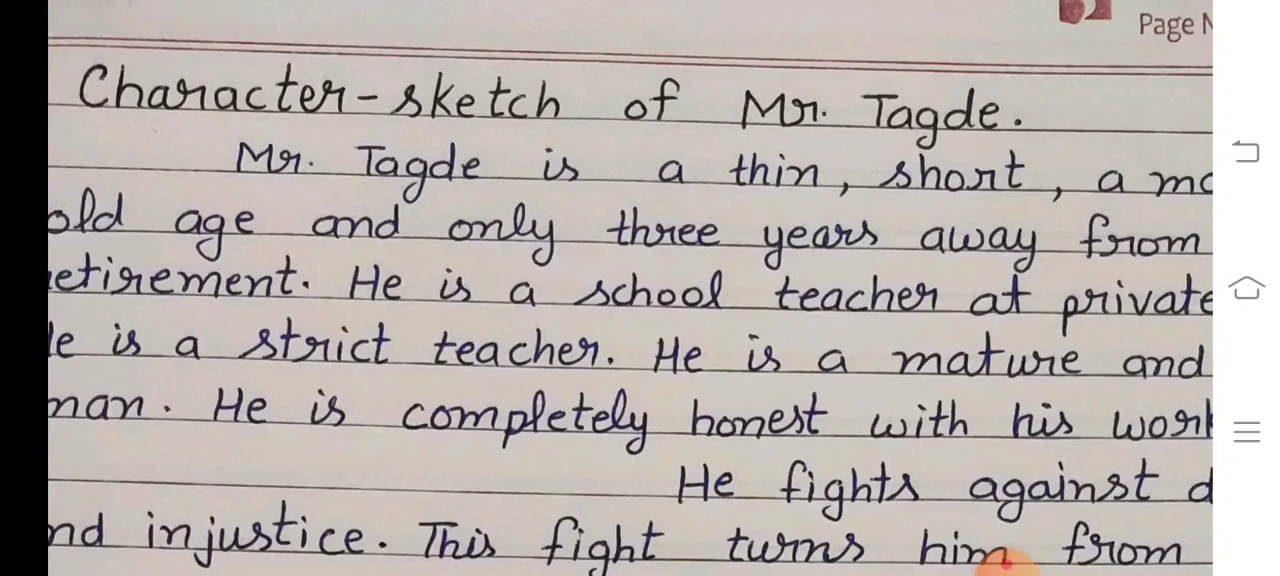 Page N
Character-sketch of Mr. Tagde.
Mr. Tagde is a thin, short, a
old age and only three years away from
etirement. He is a school teacher at private
is a strict teacher. He is a mature and
man. He is completely honest with his work
He fights against
nd injustice. This fight turns him from